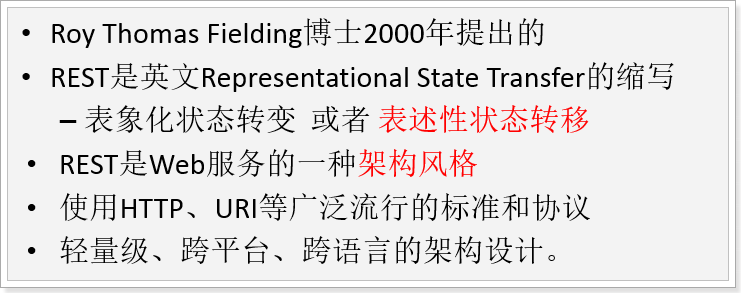 • Roy Thomas Fielding博士2000年提出的
• REST是英文Representational State Transfer的缩写
– 表象化状态转变 或者 表述性状态转移
• REST是Web服务的一种架构风格
• 使用HTTP、URI等广泛流行的标准和协议
• 轻量级、跨平台、跨语言的架构设计。